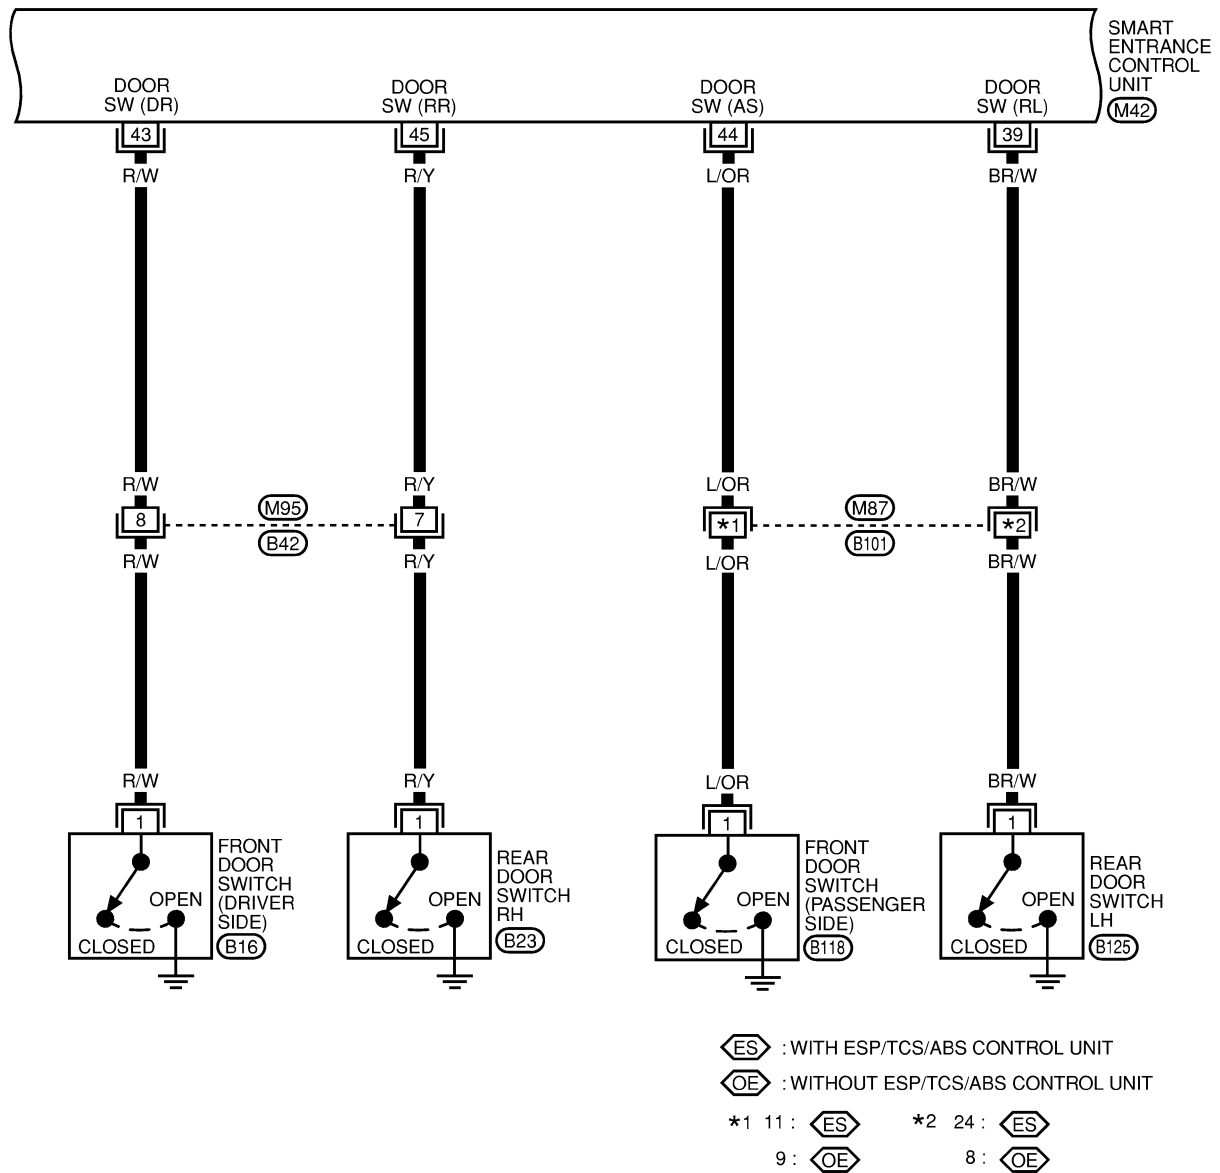 SMART
ENTRANCE
CONTROL
UNIT
M42
DOOR
SW (DR)
DOOR
SW (RR)
DOOR
SW (AS)
DOOR
SW (RL)
43
45
44
39
R/W
R/Y
L/OR
BR/W
R/W
R/Y
L/OR
BR/W
8
M95
B42
7
*1
M87
B101
*2
R/W
R/Y
L/OR
BR/W
R/W
R/Y
L/OR
BR/W
1
1
1
1
OPEN
CLOSED
FRONT
DOOR
SWITCH
(DRIVER
SIDE)
B16
OPEN
CLOSED
REAR
DOOR
SWITCH
RH
B23
OPEN
CLOSED
FRONT
DOOR
SWITCH
(PASSENGER
SIDE)
B118
OPEN
CLOSED
REAR
DOOR
SWITCH
LH
B125
ES : WITH ESP/TCS/ABS CONTROL UNIT
OE : WITHOUT ESP/TCS/ABS CONTROL UNIT
*1 11 : ES *2 24 : ES
9 : OE 8 : OE